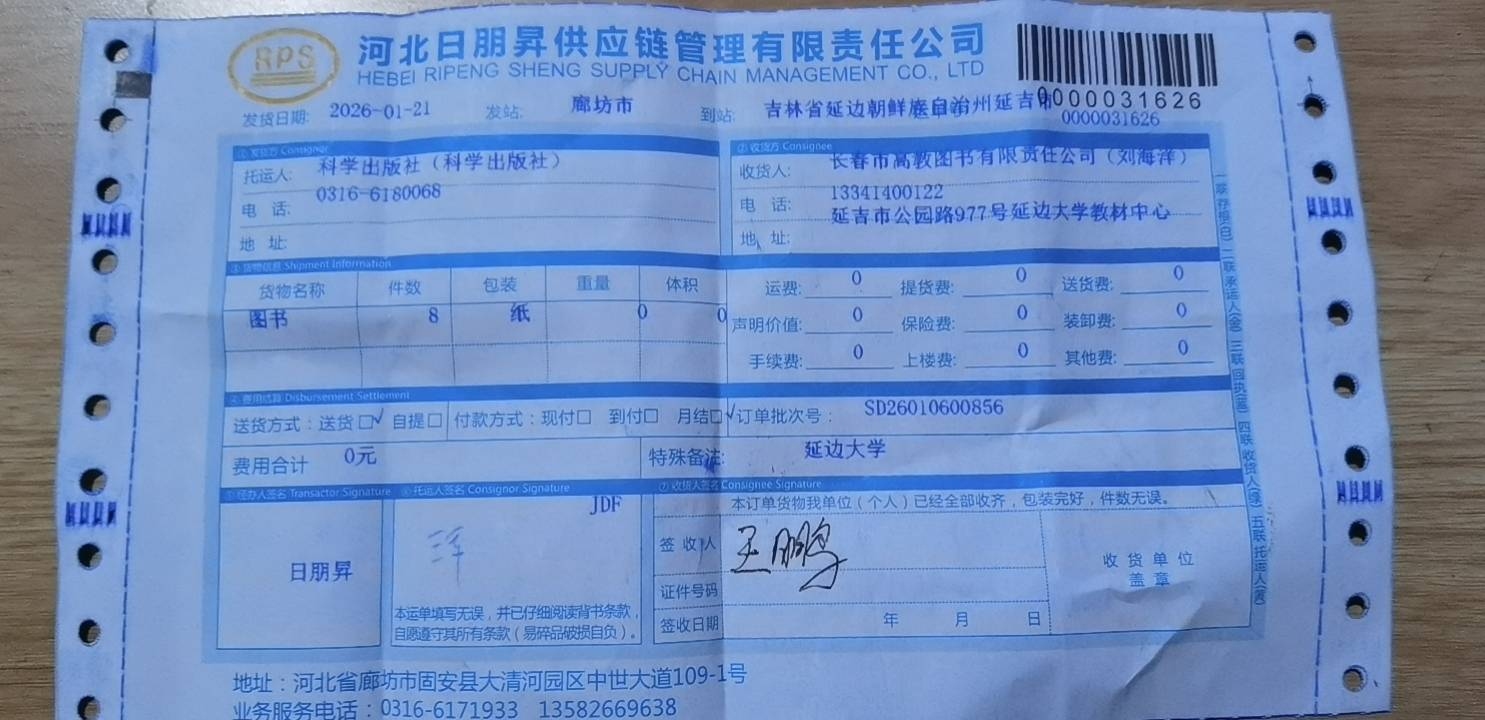 RPS
河北日朋昇供应链管理有限责任公司
HEBEI RIPENG SHENG SUPPLY CHAIN MANAGEMENT CO., LTD
0000031626
发货日期: 2026-01-21 发站: 廊坊市 到站: 吉林省延边朝鲜族自治州延吉市
0000031626
①发货方 Consigner
托运人: 科学出版社（科学出版社）
电 话: 0316-6180068
地 址:
②收货方 Consignee
收货人: 长春市高教图书有限责任公司（刘海洋）
电 话: 13341400122
地 址: 延吉市公园路977号延边大学教材中心
③货物信息 Shipment Information
货物名称 件数 包装 重量 体积
图书 8 纸 0 0
运费: 0 提货费: 0 送货费: 0
声明价值: 0 保险费: 0 装卸费: 0
手续费: 0 上楼费: 0 其他费: 0
④费用结算 Disbursement Settlement
送货方式：送货☑ 自提☐ 付款方式：现付☐ 到付☐ 月结☑ 订单批次号： SD26010600856
费用合计 0元 特殊备注: 延边大学
⑤经办人签名 Transactor Signature
日朋昇
⑥托运人签名 Consignor Signature
JDF
本运单填写无误，并已仔细阅读背书条款，
自愿遵守其所有条款（易碎品破损自负）。
⑦收货人签名 Consignee Signature
本订单货物我单位（个人）已经全部收齐，包装完好，件数无误。
签收人 王朋鹏
证件号码
签收日期 年 月 日
收货单位
盖章
一联存根(白) 二联承运人(金) 三联回执(蓝) 四联收货人(绿) 五联托运人(黄)
地址：河北省廊坊市固安县大清河园区中世大道109-1号
业务服务电话：0316-6171933 13582669638